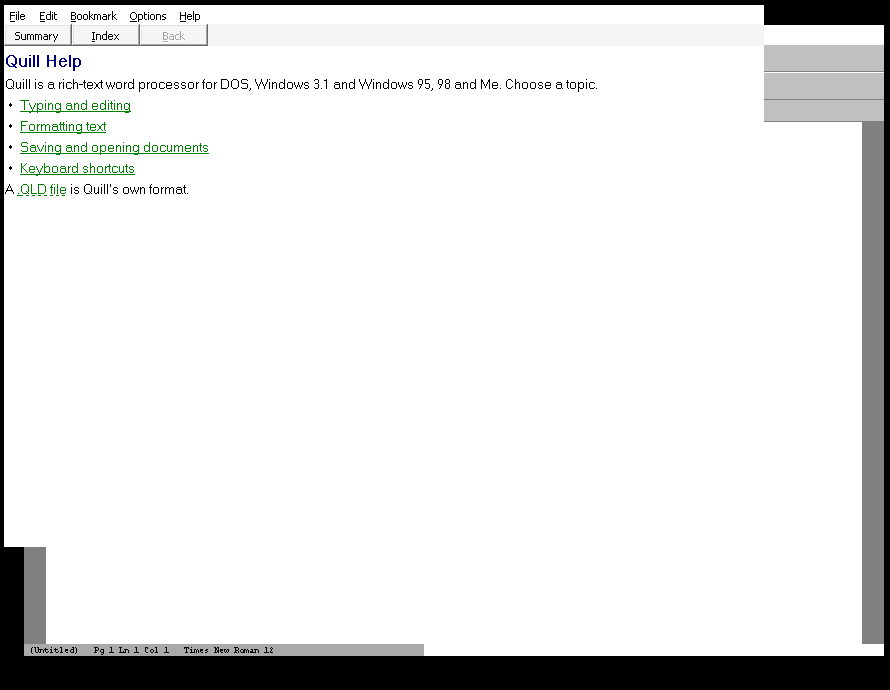 File Edit Bookmark Options Help
Summary Index Back
Quill Help
Quill is a rich-text word processor for DOS, Windows 3.1 and Windows 95, 98 and Me. Choose a topic.
• Typing and editing
• Formatting text
• Saving and opening documents
• Keyboard shortcuts
A .QLD file is Quill's own format.
(Untitled) Pg 1 Ln 1 Col 1 Times New Roman 12